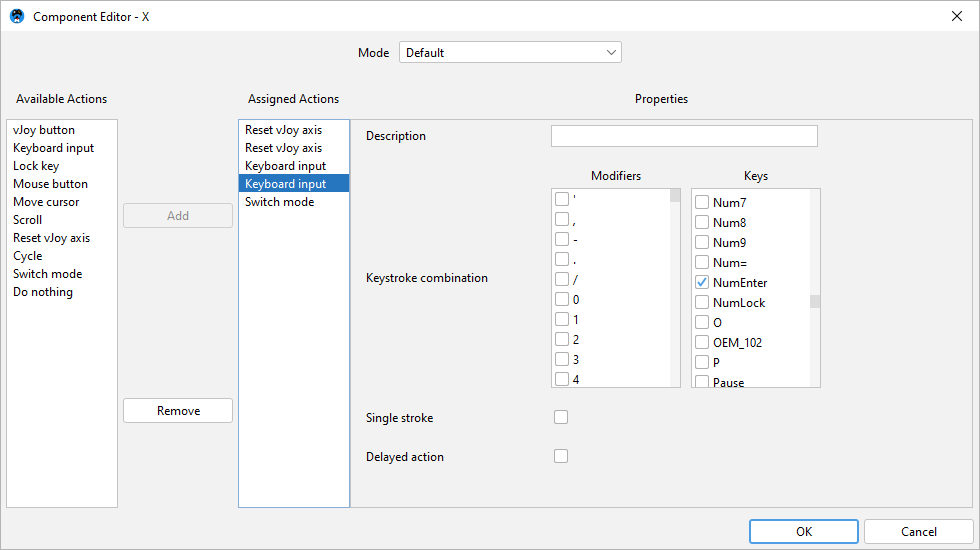 Component Editor - X
Mode Default
Available Actions
Assigned Actions
Properties
vJoy button
Keyboard input
Lock key
Mouse button
Move cursor
Scroll
Reset vJoy axis
Cycle
Switch mode
Do nothing
Add
Remove
Reset vJoy axis
Reset vJoy axis
Keyboard input
Keyboard input
Switch mode
Description
Keystroke combination
Modifiers
'
,
-
.
/
0
1
2
3
4
Keys
Num7
Num8
Num9
Num=
NumEnter
NumLock
O
OEM_102
P
Pause
Single stroke
Delayed action
OK
Cancel